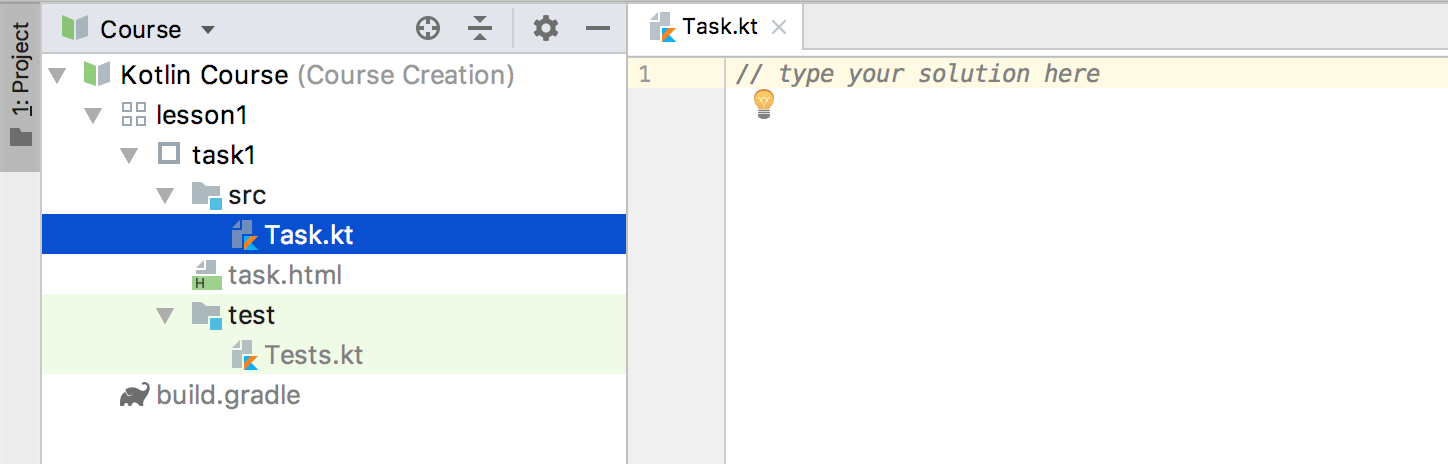 1: Project
Course
Kotlin Course (Course Creation)
lesson1
task1
src
Task.kt
H task.html
test
Tests.kt
build.gradle
Task.kt
1 // type your solution here